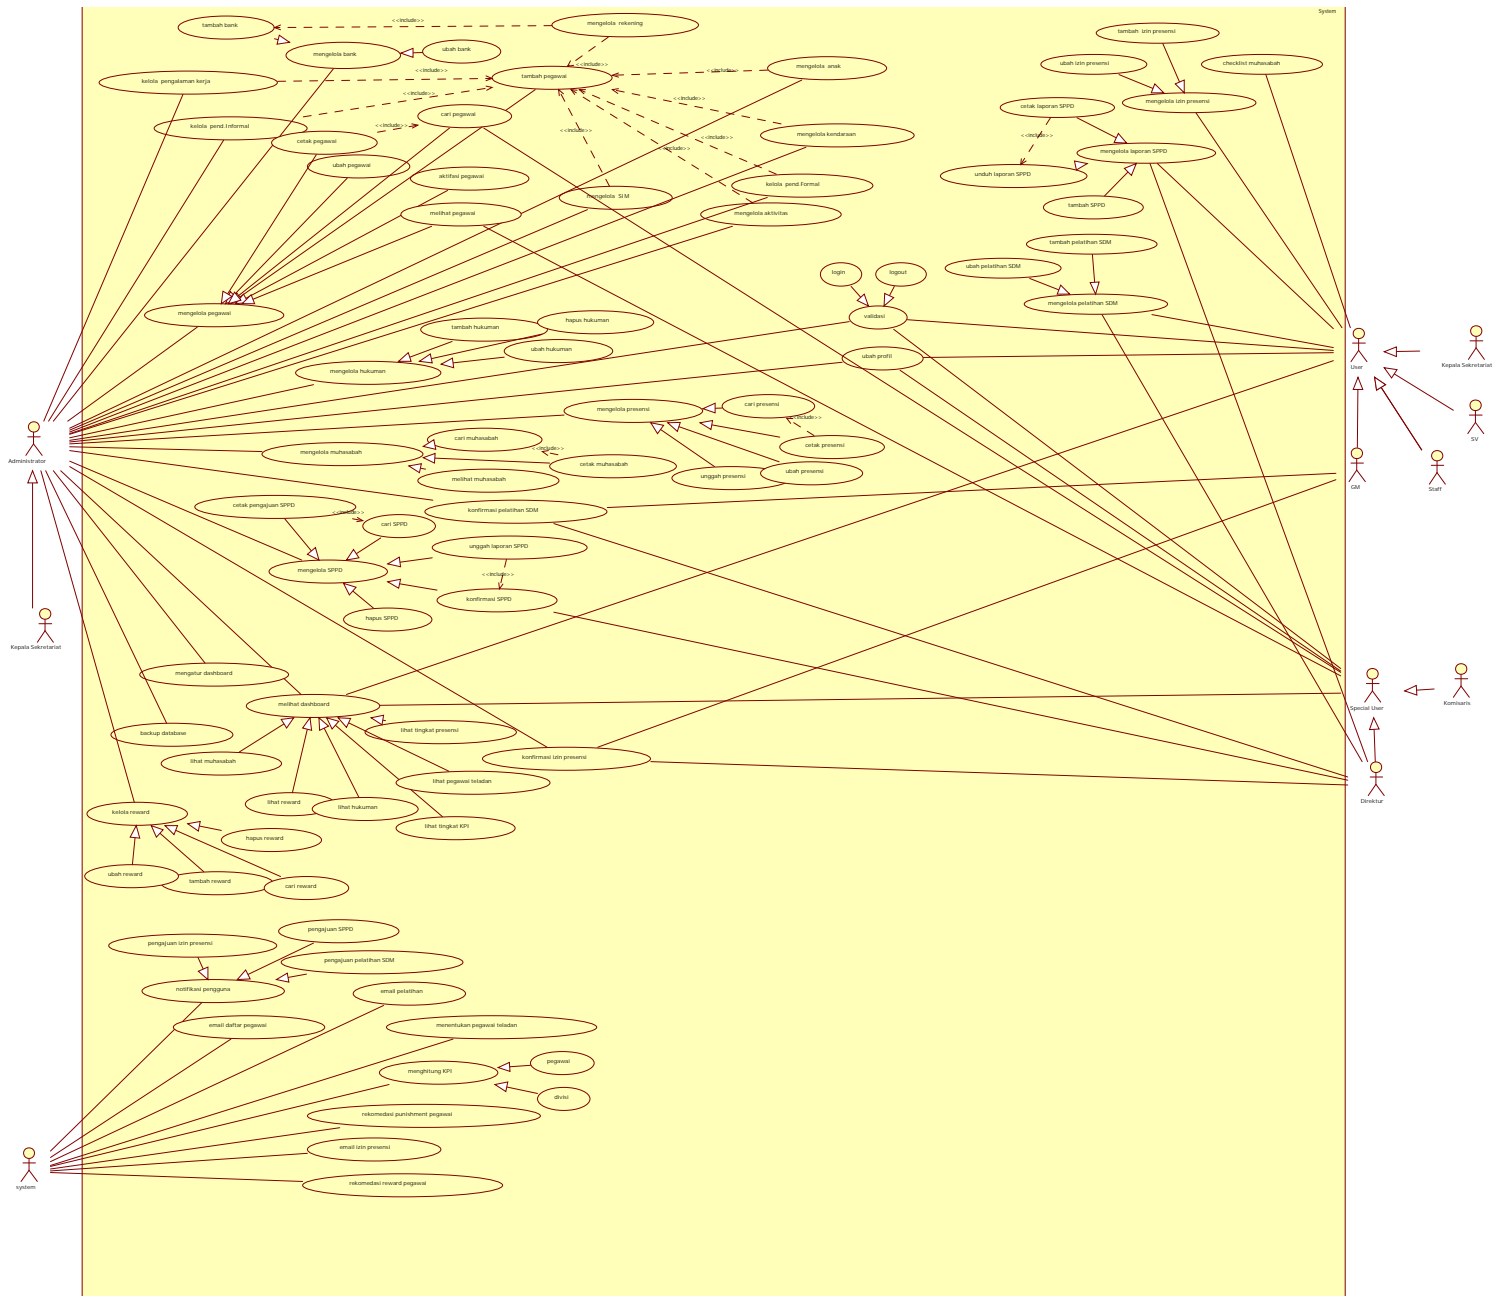 System
tambah bank
<<include>>
mengelola rekening
tambah izin presensi
mengelola bank
ubah bank
<<include>>
ubah izin presensi
checklist muhasabah
kelola pengalaman kerja
<<include>>
tambah pegawai
<<include>>
mengelola anak
<<include>>
<<include>>
mengelola izin presensi
cetak laporan SPPD
cari pegawai
kelola pend.Informal
<<include>>
<<include>>
mengelola kendaraan
<<include>>
cetak pegawai
<<include>>
<<include>>
mengelola laporan SPPD
ubah pegawai
aktifasi pegawai
unduh laporan SPPD
kelola pend.Formal
mengelola SIM
tambah SPPD
melihat pegawai
mengelola aktivitas
tambah pelatihan SDM
ubah pelatihan SDM
login
logout
mengelola pelatihan SDM
mengelola pegawai
validasi
tambah hukuman
hapus hukuman
ubah hukuman
ubah profil
User
Kepala Sekretariat
mengelola hukuman
cari presensi
mengelola presensi
<<include>>
SV
cari muhasabah
cetak presensi
<<include>>
mengelola muhasabah
Administrator
cetak muhasabah
ubah presensi
unggah presensi
melihat muhasabah
GM
Staff
cetak pengajuan SPPD
<<include>>
konfirmasi pelatihan SDM
cari SPPD
unggah laporan SPPD
mengelola SPPD
<<include>>
konfirmasi SPPD
hapus SPPD
Kepala Sekretariat
mengatur dashboard
melihat dashboard
Special User
Komisaris
lihat tingkat presensi
backup database
konfirmasi izin presensi
lihat muhasabah
lihat pegawai teladan
lihat reward
lihat hukuman
Direktur
kelola reward
lihat tingkat KPI
hapus reward
ubah reward
tambah reward
cari reward
pengajuan SPPD
pengajuan izin presensi
pengajuan pelatihan SDM
notifikasi pengguna
email pelatihan
email daftar pegawai
menentukan pegawai teladan
pegawai
menghitung KPI
divisi
rekomedasi punishment pegawai
email izin presensi
rekomedasi reward pegawai
system